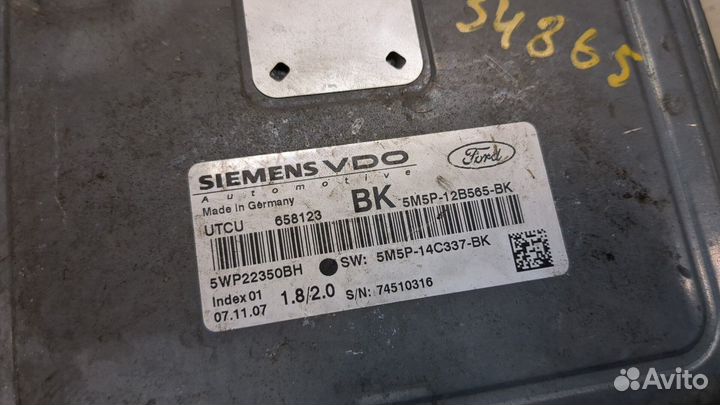 54865
SIEMENS VDO
Automotive
Ford
Made in Germany
BK 5M5P-12B565-BK
UTCU 658123
5WP22350BH SW: 5M5P-14C337-BK
Index 01 1.8/2.0 S/N: 74510316
07.11.07
Avito